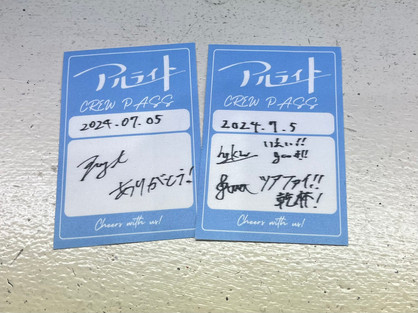 アルライト
CREW PASS
2024.07.05
ありがとう!
Cheers with us!
アルライト
CREW PASS
2024.7.5
いえい!!
ツアファイ!!
乾杯!
Cheers with us!